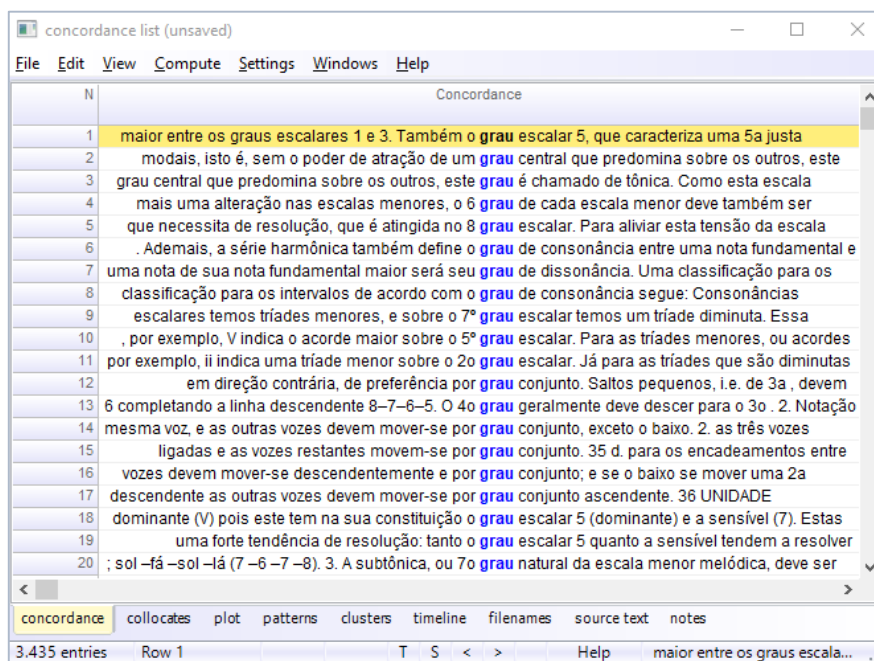 concordance list (unsaved)
File Edit View Compute Settings Windows Help
N Concordance
1 maior entre os graus escalares 1 e 3. Também o grau escalar 5, que caracteriza uma 5a justa
2 modais, isto é, sem o poder de atração de um grau central que predomina sobre os outros, este
3 grau central que predomina sobre os outros, este grau é chamado de tônica. Como esta escala
4 mais uma alteração nas escalas menores, o 6 grau de cada escala menor deve também ser
5 que necessita de resolução, que é atingida no 8 grau escalar. Para aliviar esta tensão da escala
6 . Ademais, a série harmônica também define o grau de consonância entre uma nota fundamental e
7 uma nota de sua nota fundamental maior será seu grau de dissonância. Uma classificação para os
8 classificação para os intervalos de acordo com o grau de consonância segue: Consonâncias
9 escalares temos tríades menores, e sobre o 7º grau escalar temos um tríade diminuta. Essa
10 , por exemplo, V indica o acorde maior sobre o 5º grau escalar. Para as tríades menores, ou acordes
11 por exemplo, ii indica uma tríade menor sobre o 2o grau escalar. Já para as tríades que são diminutas
12 em direção contrária, de preferência por grau conjunto. Saltos pequenos, i.e. de 3a , devem
13 6 completando a linha descendente 8–7–6–5. O 4o grau geralmente deve descer para o 3o . 2. Notação
14 mesma voz, e as outras vozes devem mover-se por grau conjunto, exceto o baixo. 2. as três vozes
15 ligadas e as vozes restantes movem-se por grau conjunto. 35 d. para os encadeamentos entre
16 vozes devem mover-se descendentemente e por grau conjunto; e se o baixo se mover uma 2a
17 descendente as outras vozes devem mover-se por grau conjunto ascendente. 36 UNIDADE
18 dominante (V) pois este tem na sua constituição o grau escalar 5 (dominante) e a sensível (7). Estas
19 uma forte tendência de resolução: tanto o grau escalar 5 quanto a sensível tendem a resolver
20 ; sol –fá –sol –lá (7 –6 –7 –8). 3. A subtônica, ou 7o grau natural da escala menor melódica, deve ser
concordance collocates plot patterns clusters timeline filenames source text notes
3.435 entries Row 1 T S < > Help maior entre os graus escala...